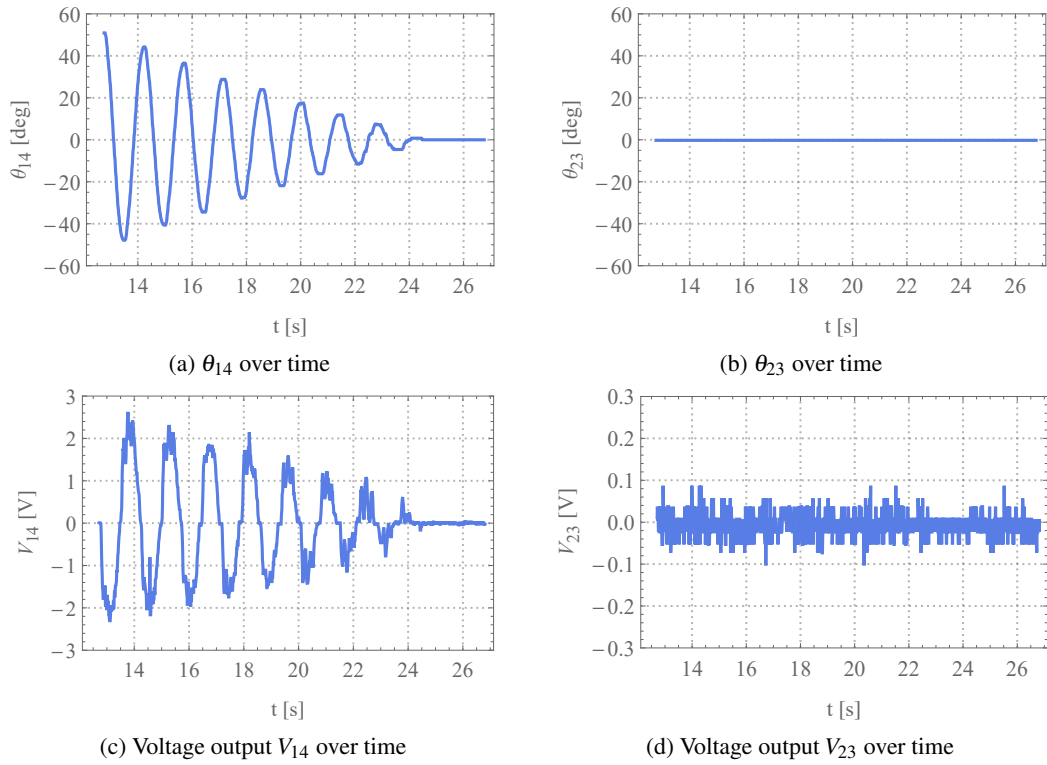 60
40
20
0
−20
−40
−60
θ14 [deg]
14 16 18 20 22 24 26
t [s]
(a) θ14 over time
60
40
20
0
−20
−40
−60
θ23 [deg]
14 16 18 20 22 24 26
t [s]
(b) θ23 over time
3
2
1
0
−1
−2
−3
V14 [V]
14 16 18 20 22 24 26
t [s]
(c) Voltage output V14 over time
0.3
0.2
0.1
0.0
−0.1
−0.2
−0.3
V23 [V]
14 16 18 20 22 24 26
t [s]
(d) Voltage output V23 over time